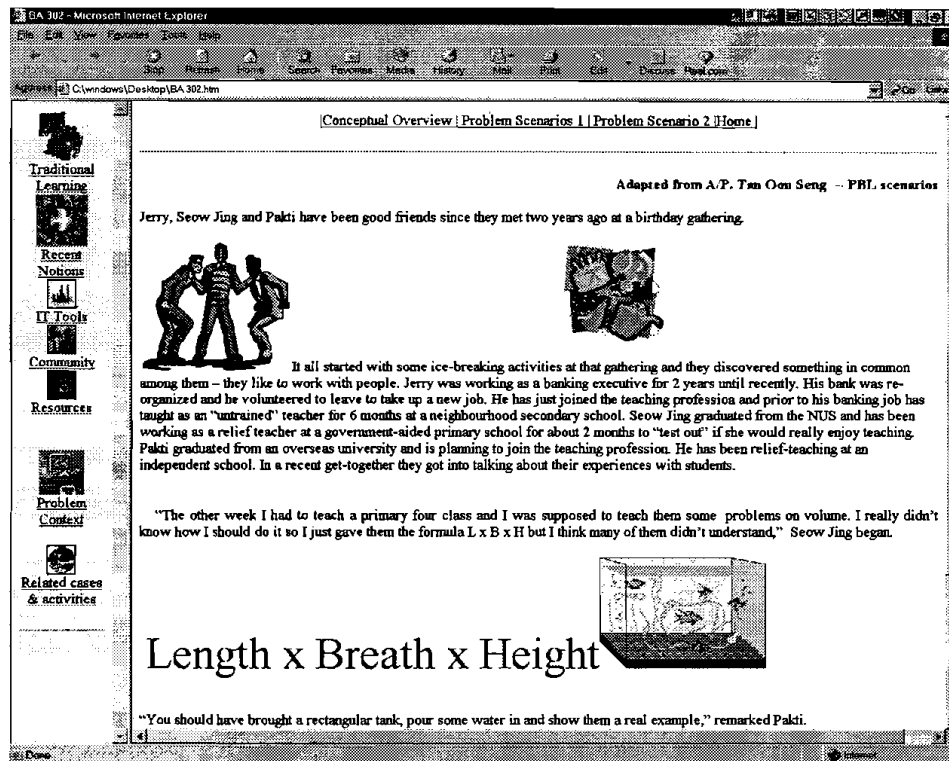 BA 302 - Microsoft Internet Explorer
File Edit View Favorites Tools Help
Stop Refresh Home Search Favorites Media History Mail Print Edit Discuss Real.com
Address C:\windows\Desktop\BA 302.htm Go Links
|Conceptual Overview | Problem Scenarios 1 | Problem Scenario 2 |Home |
Traditional
Learning
Recent
Notions
IT Tools
Community
Resources
Problem
Context
Related cases
& activities
Adapted from A/P. Tan Oon Seng -- PBL scenarios
Jerry, Seow Jing and Pakti have been good friends since they met two years ago at a birthday gathering.
It all started with some ice-breaking activities at that gathering and they discovered something in common
among them – they like to work with people. Jerry was working as a banking executive for 2 years until recently. His bank was re-
organized and he volunteered to leave to take up a new job. He has just joined the teaching profession and prior to his banking job has
taught as an "untrained" teacher for 6 months at a neighbourhood secondary school. Seow Jing graduated from the NUS and has been
working as a relief teacher at a government-aided primary school for about 2 months to "test out" if she would really enjoy teaching.
Pakti graduated from an overseas university and is planning to join the teaching profession. He has been relief-teaching at an
independent school. In a recent get-together they got into talking about their experiences with students.
"The other week I had to teach a primary four class and I was supposed to teach them some problems on volume. I really didn't
know how I should do it so I just gave them the formula L x B x H but I think many of them didn't understand," Seow Jing began.
Length x Breath x Height
"You should have brought a rectangular tank, pour some water in and show them a real example," remarked Pakti.
Done Internet